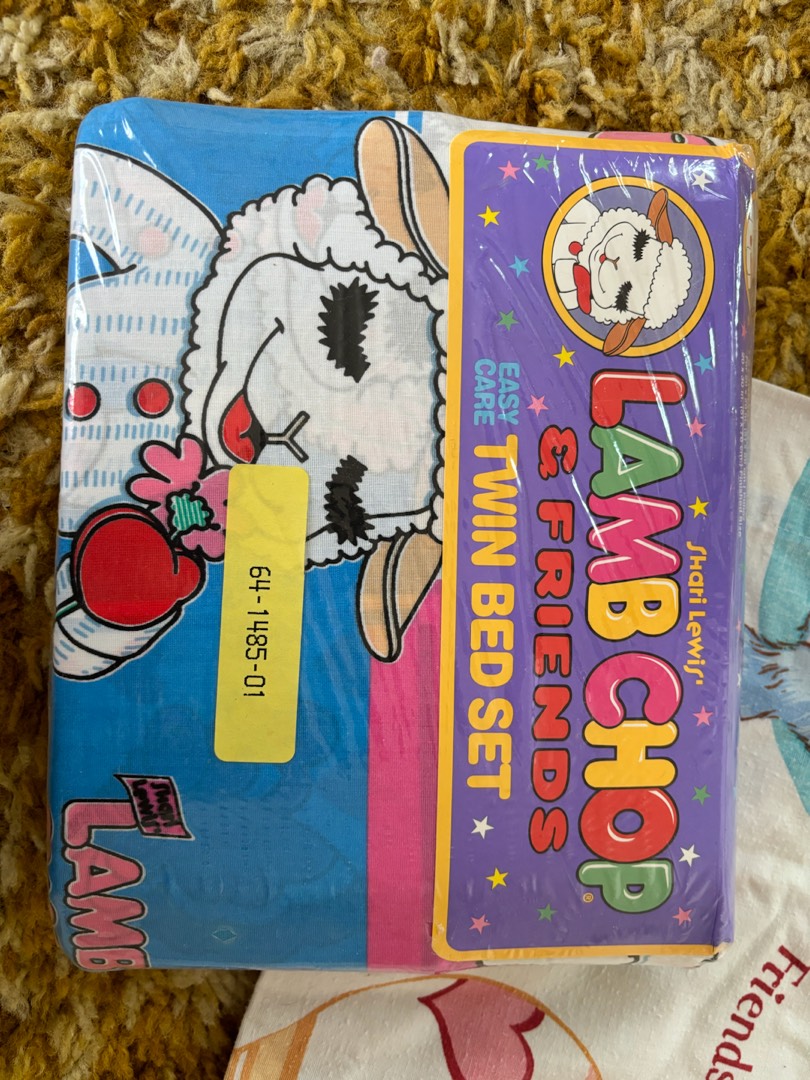 Shari Lewis'
LAMB CHOP®
& FRIENDS
EASY
CARE
TWIN BED SET
64-1485-01
Shari
Lewis'
LAMB
Friends